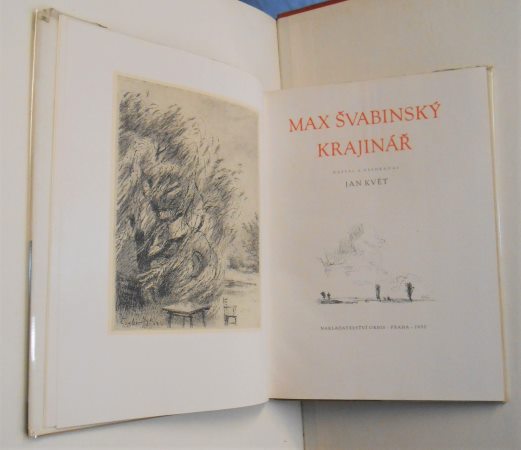 MAX ŠVABINSKÝ
KRAJINÁŘ
JAN KVĚT
NAKLADATELSTVÍ ORBIS · PRAHA